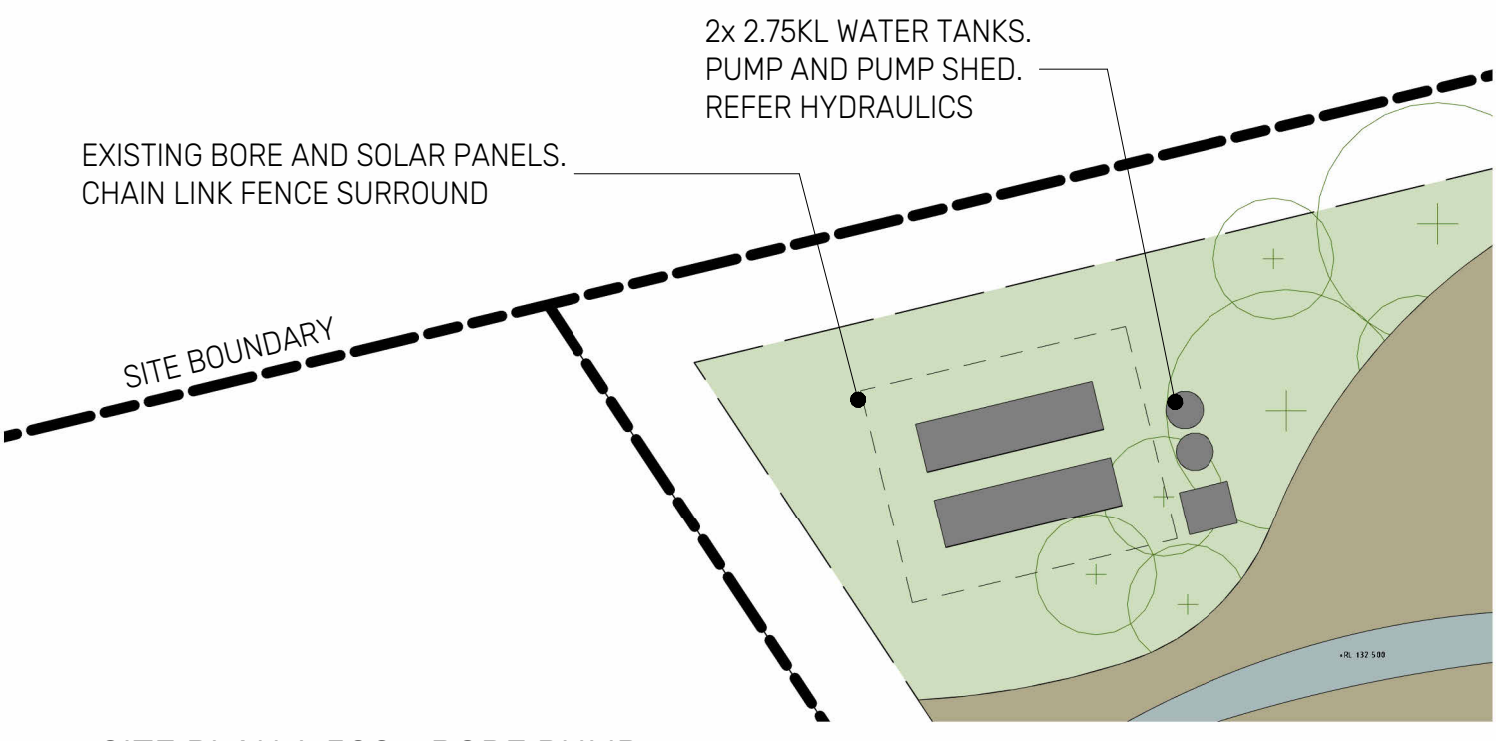 2x 2.75KL WATER TANKS.
PUMP AND PUMP SHED.
REFER HYDRAULICS
EXISTING BORE AND SOLAR PANELS.
CHAIN LINK FENCE SURROUND
SITE BOUNDARY
+RL 132.500